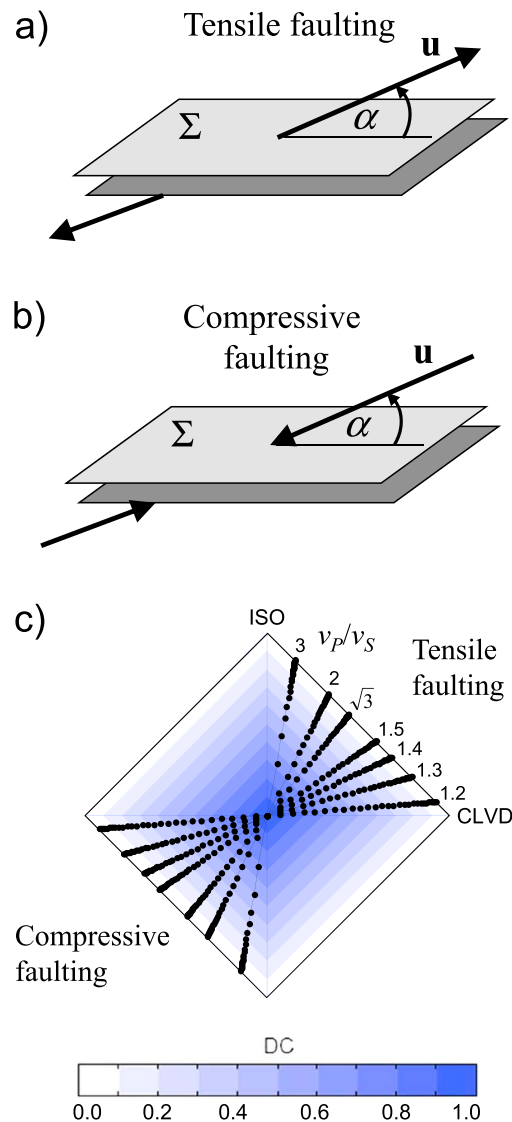 a)
Tensile faulting
u
Σ
α
b)
Compressive
faulting
u
Σ
α
c)
ISO
3
vP/vS
Tensile
faulting
2
√3
1.5
1.4
1.3
1.2
CLVD
Compressive
faulting
DC
0.0 0.2 0.4 0.6 0.8 1.0